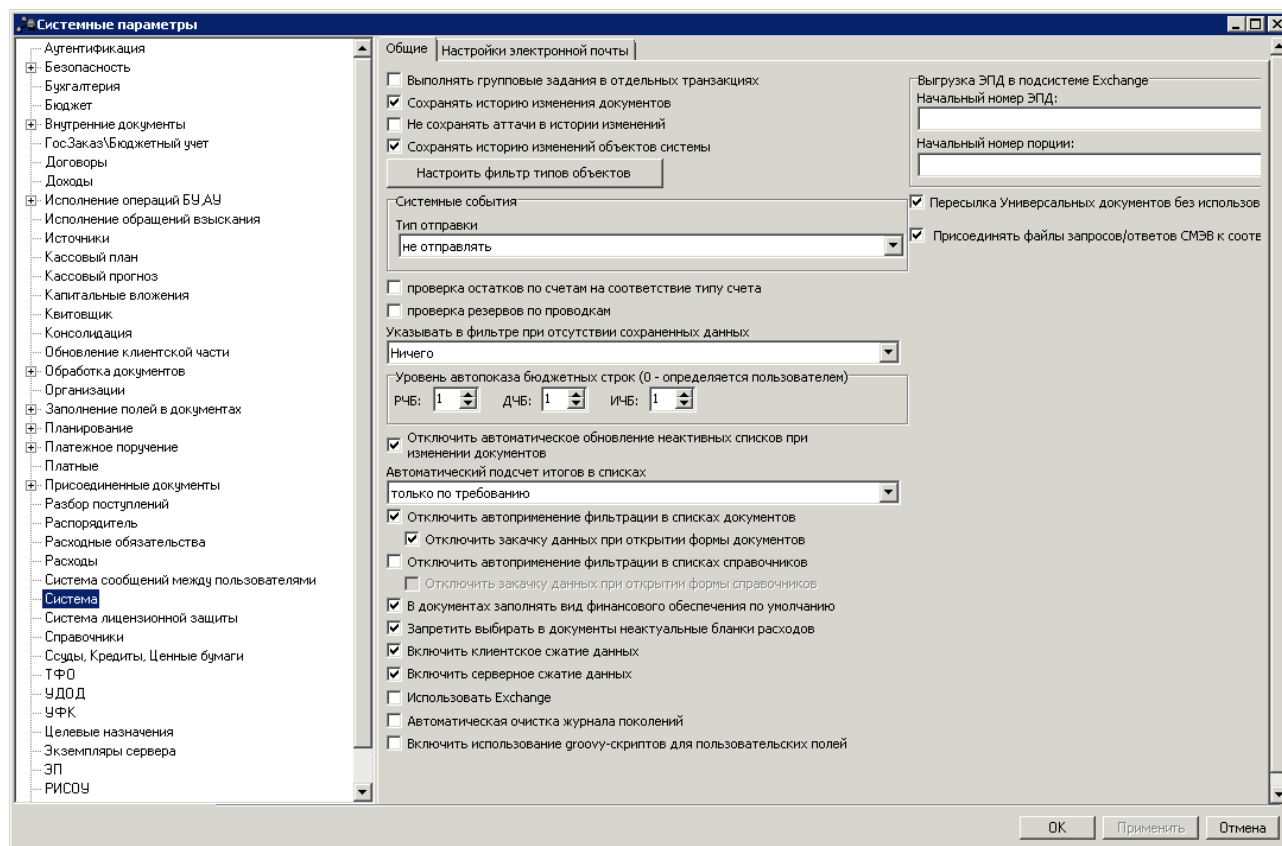 Системные параметры
Аутентификация
Безопасность
Бухгалтерия
Бюджет
Внутренние документы
ГосЗаказ\Бюджетный учет
Договоры
Доходы
Исполнение операций БУ,АУ
Исполнение обращений взыскания
Источники
Кассовый план
Кассовый прогноз
Капитальные вложения
Квитовщик
Консолидация
Обновление клиентской части
Обработка документов
Организации
Заполнение полей в документах
Планирование
Платежное поручение
Платные
Присоединенные документы
Разбор поступлений
Распорядитель
Расходные обязательства
Расходы
Система сообщений между пользователями
Система
Система лицензионной защиты
Справочники
Ссуды, Кредиты, Ценные бумаги
ТФО
УДОД
УФК
Целевые назначения
Экземпляры сервера
ЭП
РИСОУ
Общие
Настройки электронной почты
Выполнять групповые задания в отдельных транзакциях
Сохранять историю изменения документов
Не сохранять аттачи в истории изменений
Сохранять историю изменений объектов системы
Настроить фильтр типов объектов
Системные события
Тип отправки
не отправлять
проверка остатков по счетам на соответствие типу счета
проверка резервов по проводкам
Указывать в фильтре при отсутствии сохраненных данных
Ничего
Уровень автопоказа бюджетных строк (0 - определяется пользователем)
РЧБ: 1 ДЧБ: 1 ИЧБ: 1
Отключить автоматическое обновление неактивных списков при
изменении документов
Автоматический подсчет итогов в списках
только по требованию
Отключить автоприменение фильтрации в списках документов
Отключить закачку данных при открытии формы документов
Отключить автоприменение фильтрации в списках справочников
Отключить закачку данных при открытии формы справочников
В документах заполнять вид финансового обеспечения по умолчанию
Запретить выбирать в документы неактуальные бланки расходов
Включить клиентское сжатие данных
Включить серверное сжатие данных
Использовать Exchange
Автоматическая очистка журнала поколений
Включить использование groovy-скриптов для пользовательских полей
Выгрузка ЭПД в подсистеме Exchange
Начальный номер ЭПД:
Начальный номер порции:
Пересылка Универсальных документов без использов
Присоединять файлы запросов/ответов СМЭВ к соотв
OK
Применить
Отмена